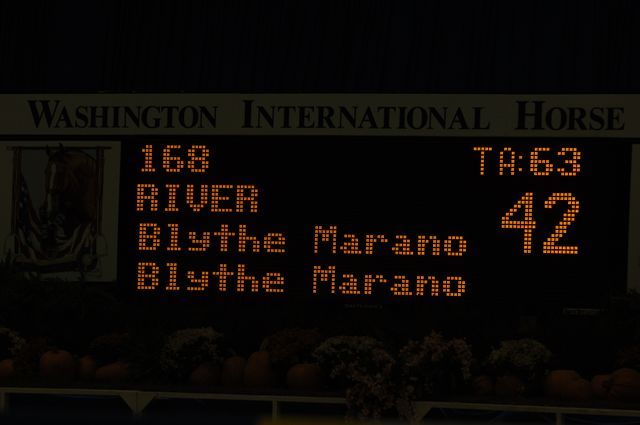 WASHINGTON INTERNATIONAL HORSE
168 TA:63
RIVER 42
Blythe Marano
Blythe Marano